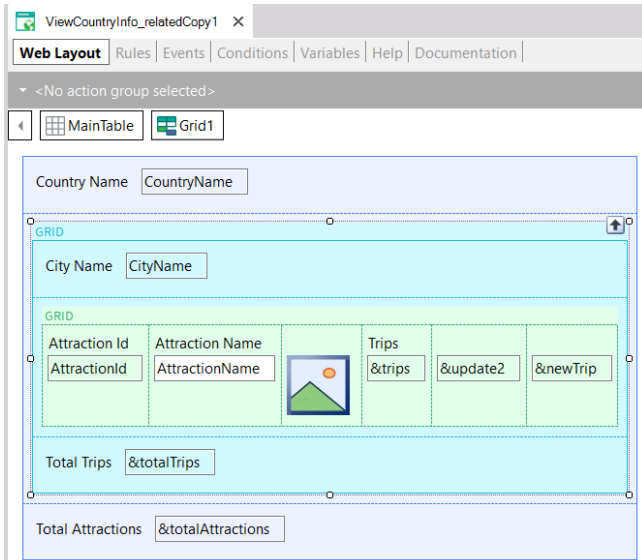 ViewCountryInfo_relatedCopy1
Web Layout Rules Events Conditions Variables Help Documentation
<No action group selected>
MainTable Grid1
Country Name CountryName
GRID
City Name CityName
GRID
Attraction Id Attraction Name Trips
AttractionId AttractionName &trips &update2 &newTrip
Total Trips &totalTrips
Total Attractions &totalAttractions